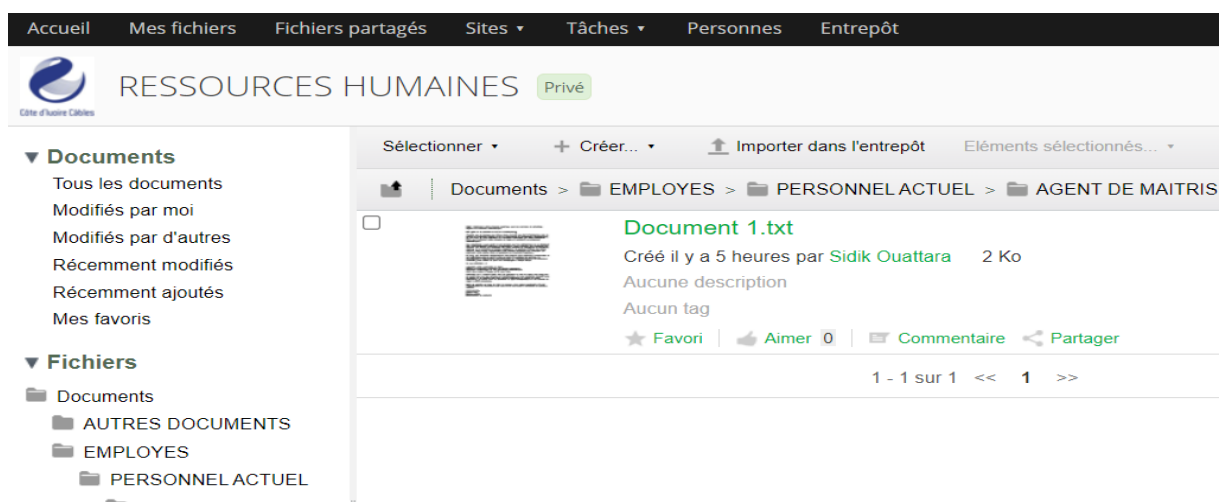 Accueil Mes fichiers Fichiers partagés Sites Tâches Personnes Entrepôt
Côte d'Ivoire Câbles
RESSOURCES HUMAINES Privé
Documents
Tous les documents
Modifiés par moi
Modifiés par d'autres
Récemment modifiés
Récemment ajoutés
Mes favoris
Fichiers
Documents
AUTRES DOCUMENTS
EMPLOYES
PERSONNEL ACTUEL
Sélectionner + Créer... Importer dans l'entrepôt Eléments sélectionnés...
Documents > EMPLOYES > PERSONNEL ACTUEL > AGENT DE MAITRIS
Document 1.txt
Créé il y a 5 heures par Sidik Ouattara 2 Ko
Aucune description
Aucun tag
Favori Aimer 0 Commentaire Partager
1 - 1 sur 1 << 1 >>